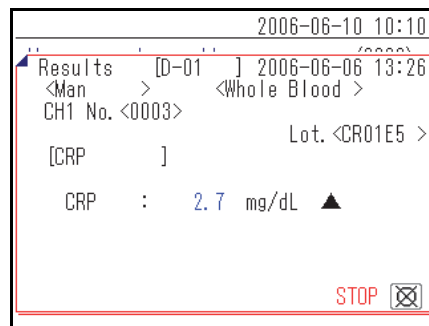 2006-06-10 10:10
Results [D-01 ] 2006-06-06 13:26
<Man > <Whole Blood >
CH1 No.<0003>
Lot.<CR01E5 >
[CRP ]
CRP : 2.7 mg/dL ▲
STOP